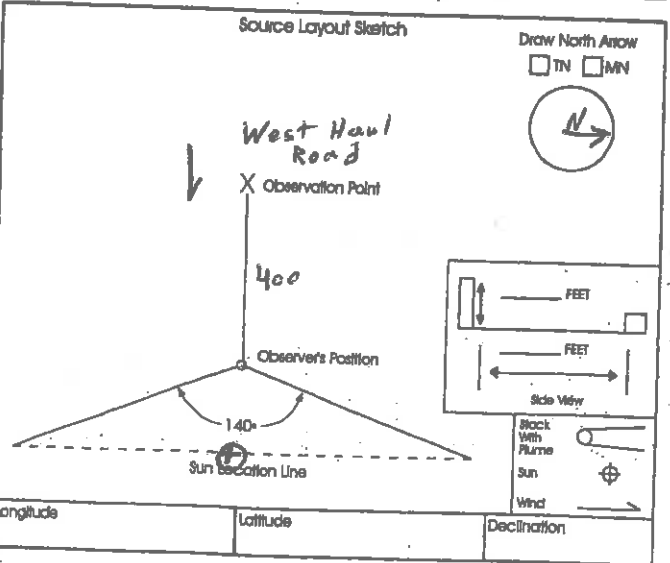 Source Layout Sketch
Draw North Arrow
TN MN
N
West Haul
Road
X Observation Point
400
FEET
Observer's Position
FEET
Side View
140°
Sun Location Line
Stack
With
Plume
Sun
Wind
ongitude
Latitude
Declination